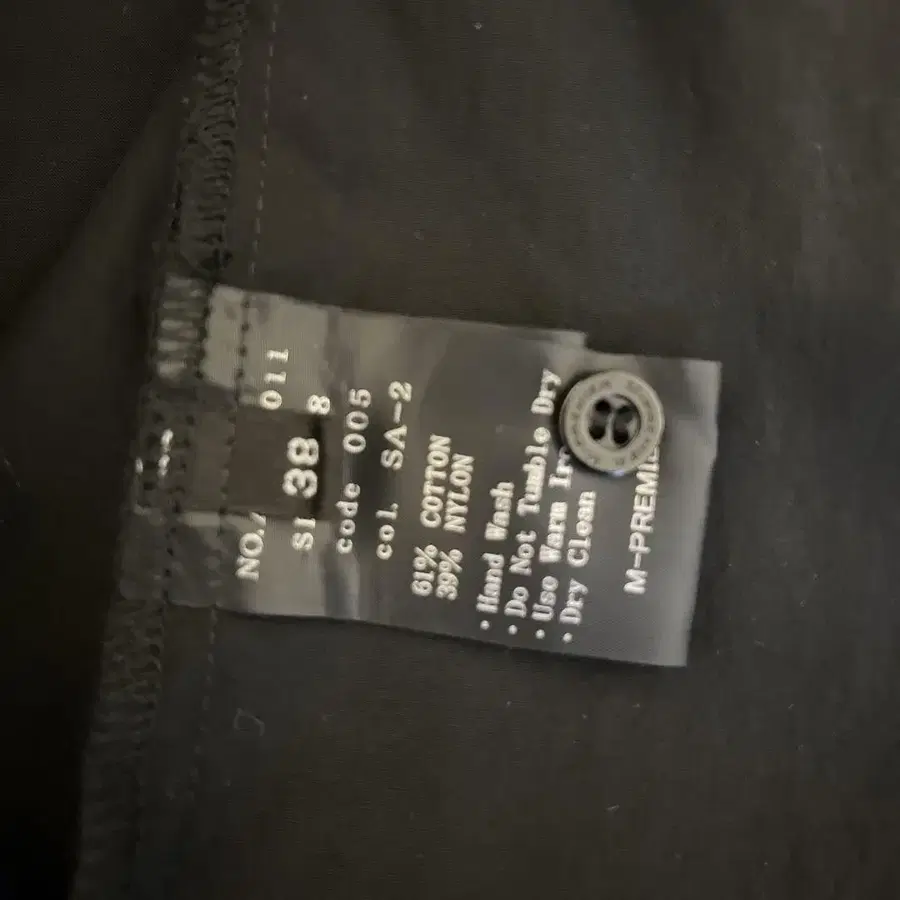 38
NO. 011
SI 8
code 005
col. SA-2
61% COTTON
39% NYLON
· Hand Wash
· Do Not Tumble Dry
· Use Warm Ir
· Dry Clean
M-PREMI